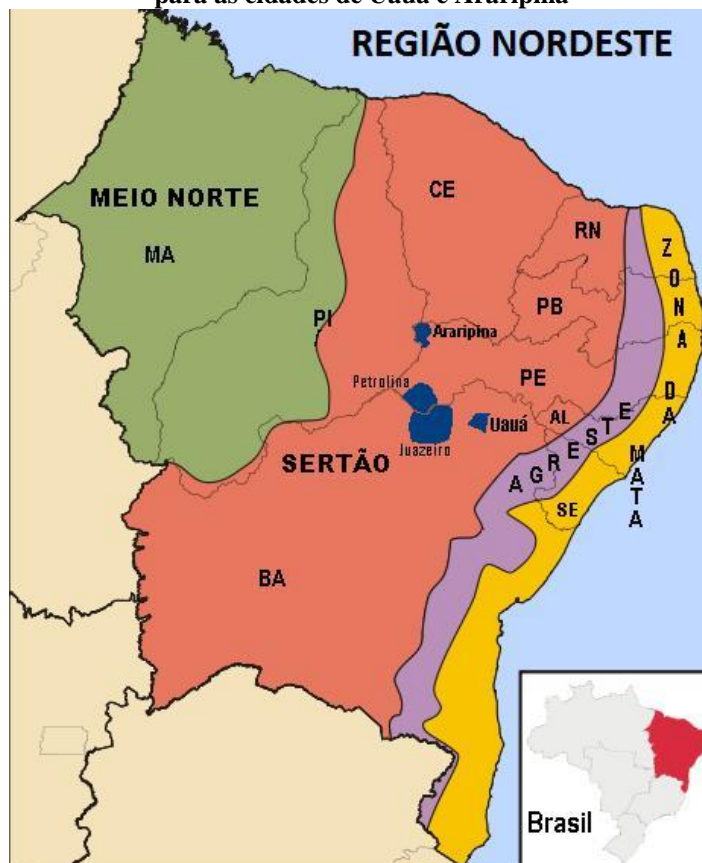 para as cidades de Uauá e Araripina
REGIÃO NORDESTE
MEIO NORTE
MA
PI
CE
RN
PB
Araripina
PE
Petrolina
Juazeiro
Uauá
AL
SERTÃO
BA
SE
AGRESTE
ZONA DA MATA
Brasil